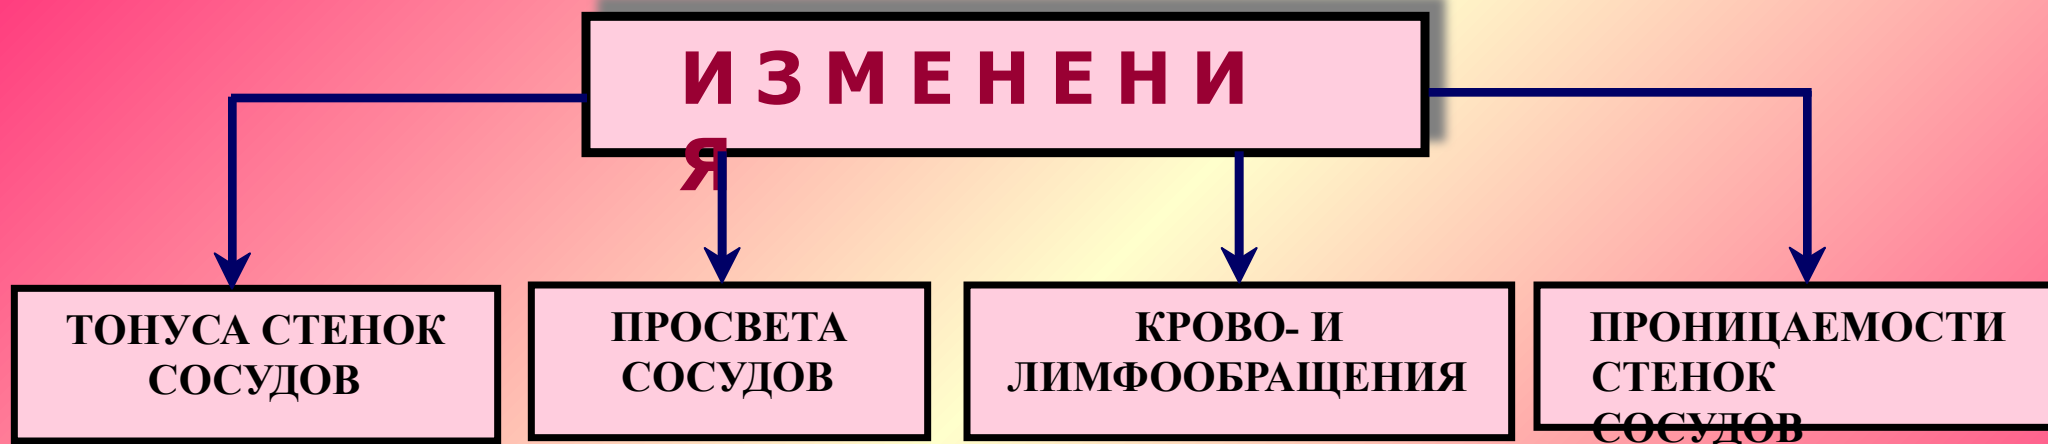 И З М Е Н Е Н И
Я
ТОНУСА СТЕНОК
СОСУДОВ
ПРОСВЕТА
СОСУДОВ
КРОВО- И
ЛИМФООБРАЩЕНИЯ
ПРОНИЦАЕМОСТИ
СТЕНОК
СОСУДОВ